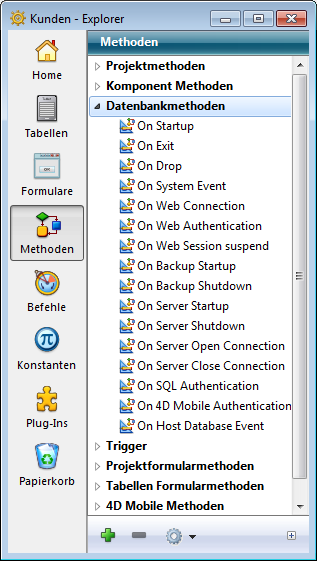 Kunden - Explorer
Home
Tabellen
Formulare
Methoden
Befehle
Konstanten
Plug-Ins
Papierkorb
Methoden
Projektmethoden
Komponent Methoden
Datenbankmethoden
On Startup
On Exit
On Drop
On System Event
On Web Connection
On Web Authentication
On Web Session suspend
On Backup Startup
On Backup Shutdown
On Server Startup
On Server Shutdown
On Server Open Connection
On Server Close Connection
On SQL Authentication
On 4D Mobile Authentication
On Host Database Event
Trigger
Projektformularmethoden
Tabellen Formularmethoden
4D Mobile Methoden